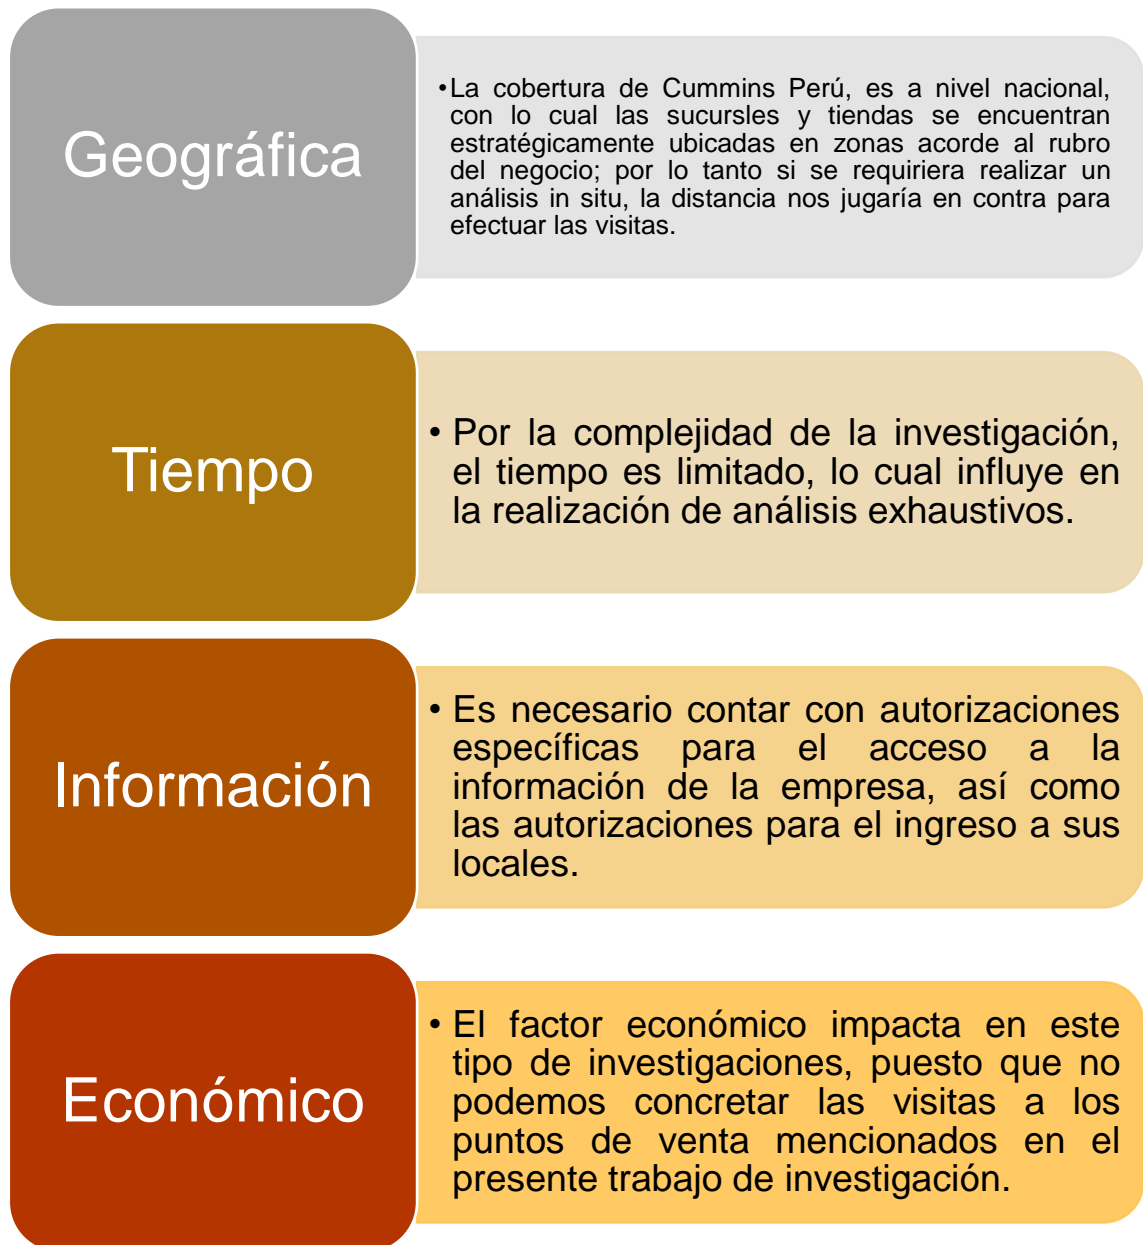 Geográfica
•La cobertura de Cummins Perú, es a nivel nacional,
con lo cual las sucursles y tiendas se encuentran
estratégicamente ubicadas en zonas acorde al rubro
del negocio; por lo tanto si se requiriera realizar un
análisis in situ, la distancia nos jugaría en contra para
efectuar las visitas.
Tiempo
• Por la complejidad de la investigación,
el tiempo es limitado, lo cual influye en
la realización de análisis exhaustivos.
Información
• Es necesario contar con autorizaciones
específicas para el acceso a la
información de la empresa, así como
las autorizaciones para el ingreso a sus
locales.
Económico
• El factor económico impacta en este
tipo de investigaciones, puesto que no
podemos concretar las visitas a los
puntos de venta mencionados en el
presente trabajo de investigación.